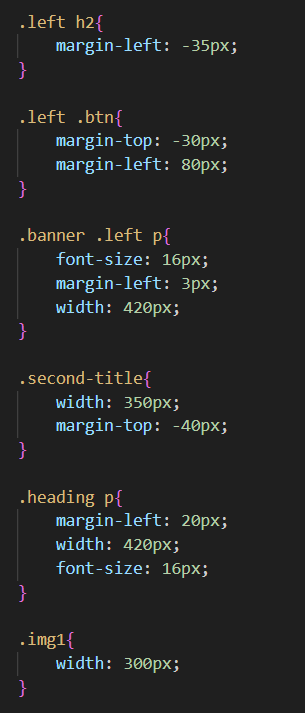 .left h2{
    margin-left: -35px;
}

.left .btn{
    margin-top: -30px;
    margin-left: 80px;
}

.banner .left p{
    font-size: 16px;
    margin-left: 3px;
    width: 420px;
}

.second-title{
    width: 350px;
    margin-top: -40px;
}

.heading p{
    margin-left: 20px;
    width: 420px;
    font-size: 16px;
}

.img1{
    width: 300px;
}